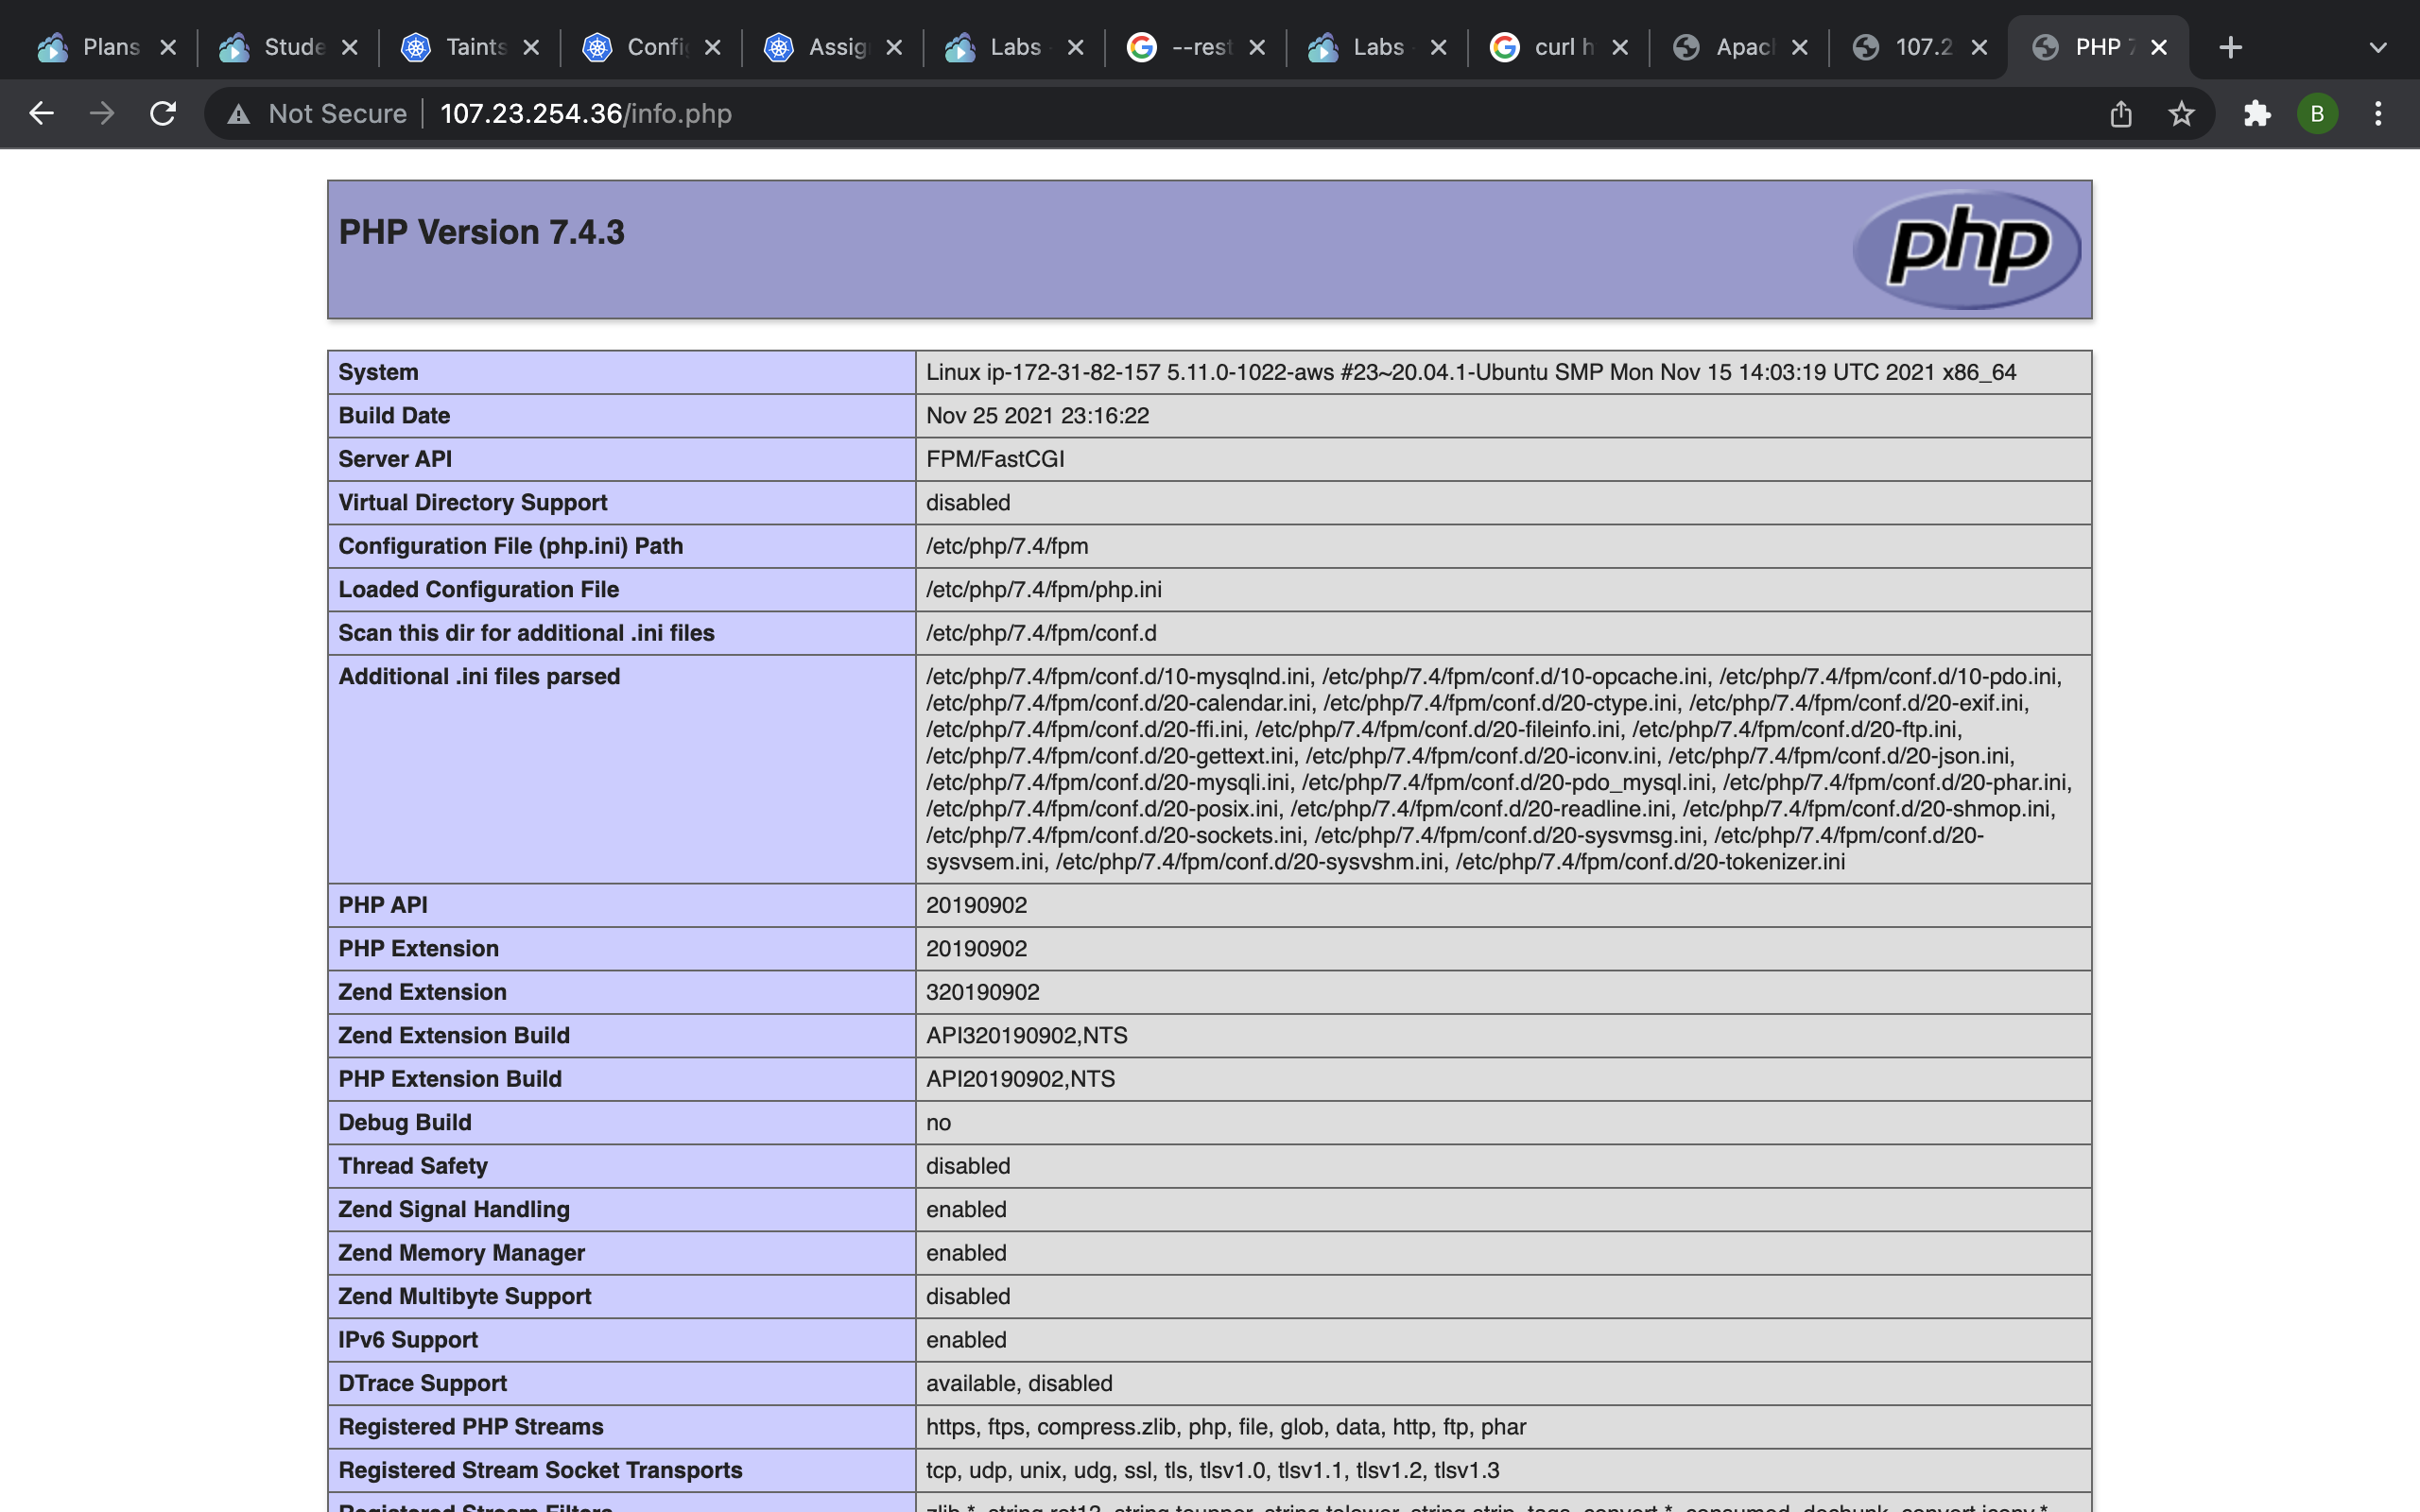 Plans
Stude
Taints
Config
Assig
Labs
--rest
Labs
curl h
Apac
107.2
PHP 7
Not Secure
107.23.254.36/info.php
B
PHP Version 7.4.3
php
System Linux ip-172-31-82-157 5.11.0-1022-aws #23~20.04.1-Ubuntu SMP Mon Nov 15 14:03:19 UTC 2021 x86_64
Build Date Nov 25 2021 23:16:22
Server API FPM/FastCGI
Virtual Directory Support disabled
Configuration File (php.ini) Path /etc/php/7.4/fpm
Loaded Configuration File /etc/php/7.4/fpm/php.ini
Scan this dir for additional .ini files /etc/php/7.4/fpm/conf.d
Additional .ini files parsed /etc/php/7.4/fpm/conf.d/10-mysqlnd.ini, /etc/php/7.4/fpm/conf.d/10-opcache.ini, /etc/php/7.4/fpm/conf.d/10-pdo.ini,
/etc/php/7.4/fpm/conf.d/20-calendar.ini, /etc/php/7.4/fpm/conf.d/20-ctype.ini, /etc/php/7.4/fpm/conf.d/20-exif.ini,
/etc/php/7.4/fpm/conf.d/20-ffi.ini, /etc/php/7.4/fpm/conf.d/20-fileinfo.ini, /etc/php/7.4/fpm/conf.d/20-ftp.ini,
/etc/php/7.4/fpm/conf.d/20-gettext.ini, /etc/php/7.4/fpm/conf.d/20-iconv.ini, /etc/php/7.4/fpm/conf.d/20-json.ini,
/etc/php/7.4/fpm/conf.d/20-mysqli.ini, /etc/php/7.4/fpm/conf.d/20-pdo_mysql.ini, /etc/php/7.4/fpm/conf.d/20-phar.ini,
/etc/php/7.4/fpm/conf.d/20-posix.ini, /etc/php/7.4/fpm/conf.d/20-readline.ini, /etc/php/7.4/fpm/conf.d/20-shmop.ini,
/etc/php/7.4/fpm/conf.d/20-sockets.ini, /etc/php/7.4/fpm/conf.d/20-sysvmsg.ini, /etc/php/7.4/fpm/conf.d/20-
sysvsem.ini, /etc/php/7.4/fpm/conf.d/20-sysvshm.ini, /etc/php/7.4/fpm/conf.d/20-tokenizer.ini
PHP API 20190902
PHP Extension 20190902
Zend Extension 320190902
Zend Extension Build API320190902,NTS
PHP Extension Build API20190902,NTS
Debug Build no
Thread Safety disabled
Zend Signal Handling enabled
Zend Memory Manager enabled
Zend Multibyte Support disabled
IPv6 Support enabled
DTrace Support available, disabled
Registered PHP Streams https, ftps, compress.zlib, php, file, glob, data, http, ftp, phar
Registered Stream Socket Transports tcp, udp, unix, udg, ssl, tls, tlsv1.0, tlsv1.1, tlsv1.2, tlsv1.3
Registered Stream Filters zlib.*, string.rot13, string.toupper, string.tolower, string.strip_tags, convert.*, consumed, dechunk, convert.iconv.*